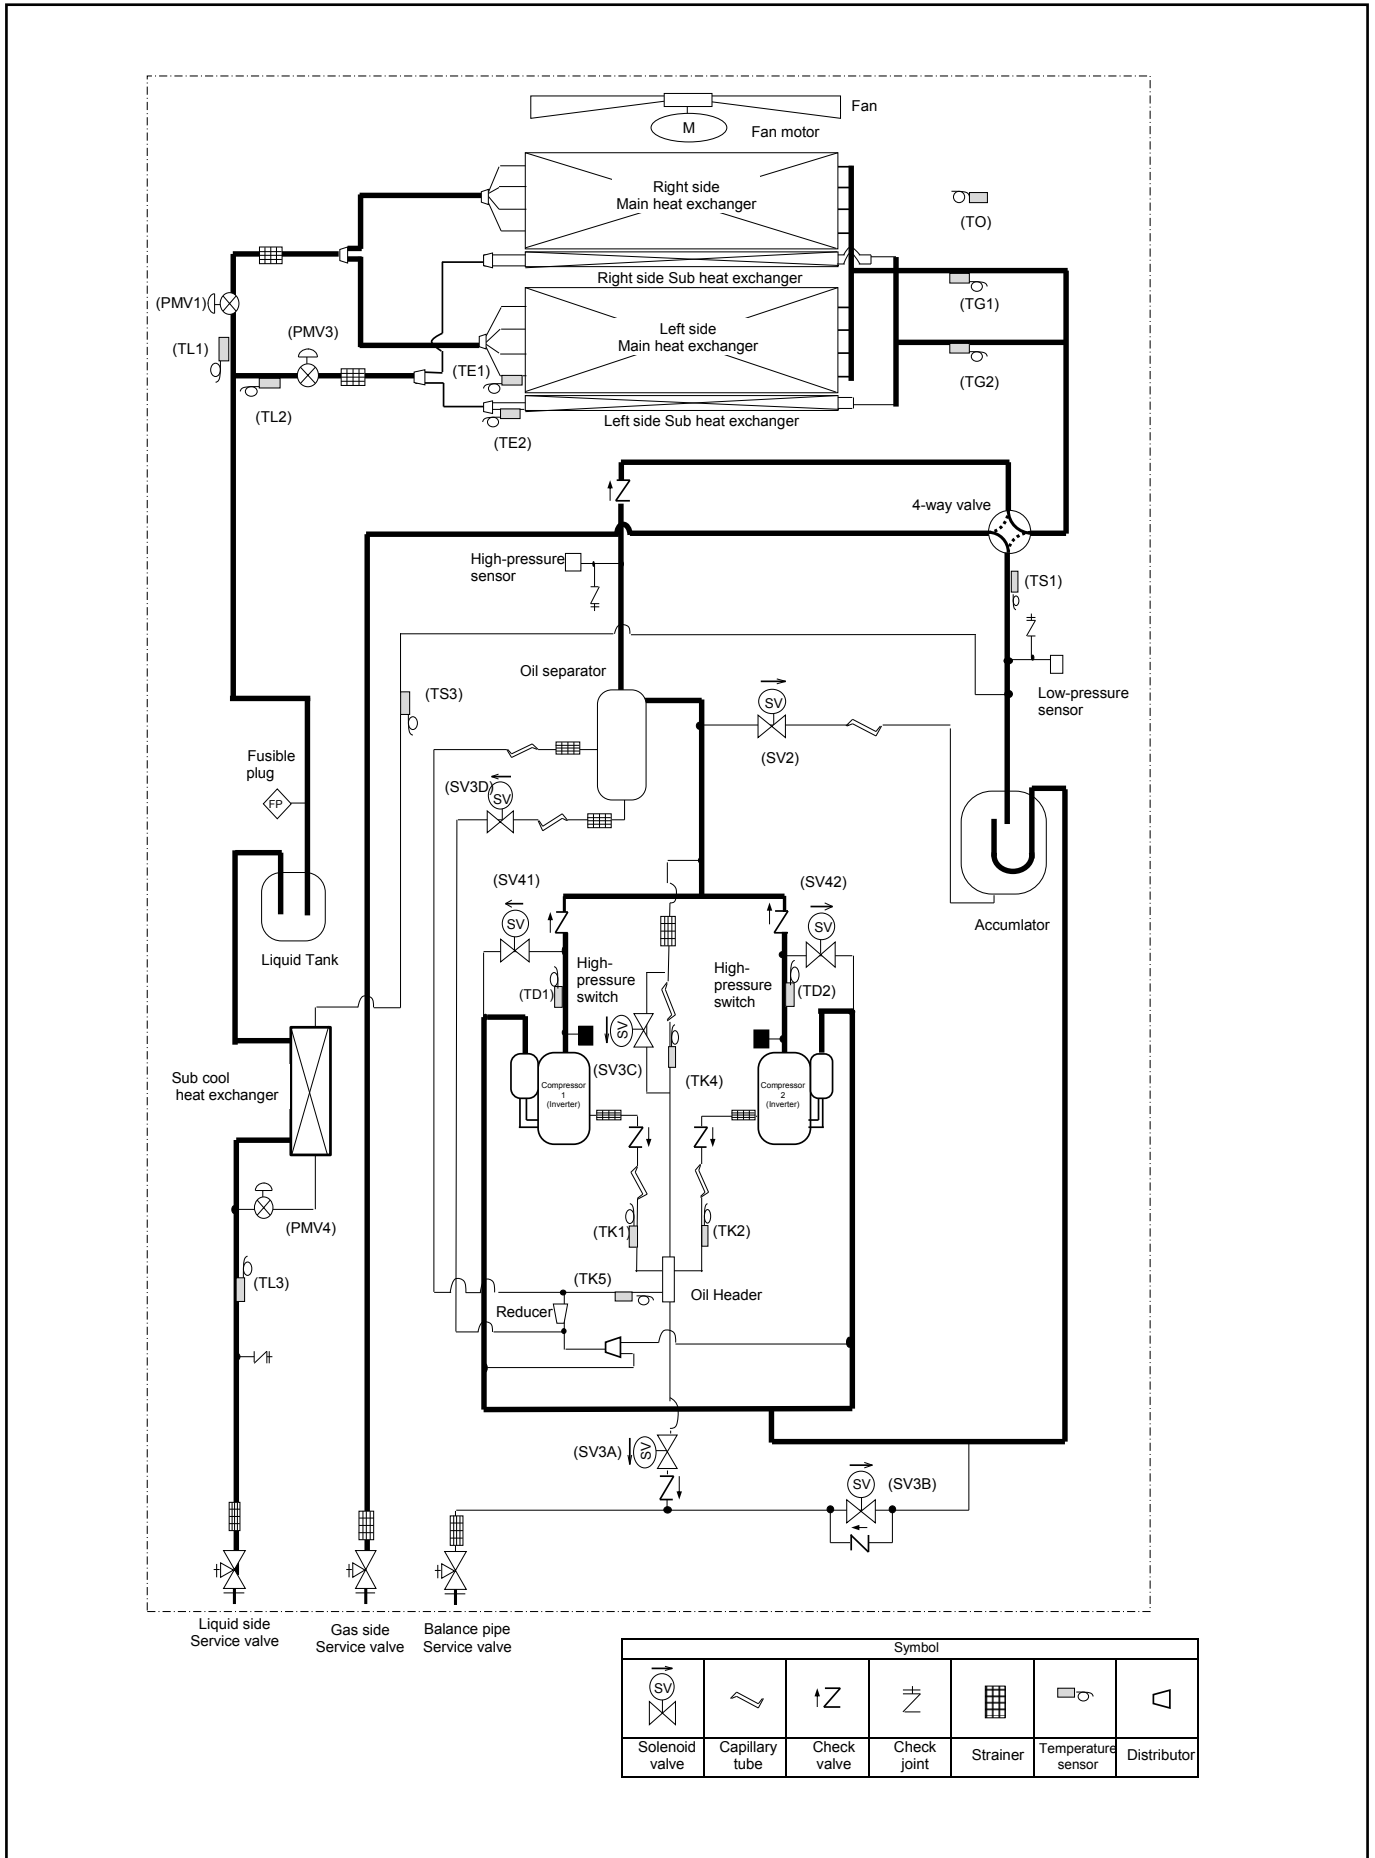 Fan
M
Fan motor
Right side
Main heat exchanger
(TO)
Right side Sub heat exchanger
(TG1)
(PMV1)
(PMV3)
Left side
Main heat exchanger
(TL1)
(TE1)
(TG2)
(TL2)
Left side Sub heat exchanger
(TE2)
4-way valve
High-pressure
sensor
(TS1)
Oil separator
(TS3)
SV
Low-pressure
sensor
Fusible
plug
(SV2)
(SV3D)
SV
FP
(SV41)
(SV42)
SV
SV
Accumlator
Liquid Tank
High-
pressure
switch
High-
pressure
switch
(TD1)
(TD2)
SV
Sub cool
heat exchanger
(SV3C)
(TK4)
Compressor
1
(Inverter)
Compressor
2
(Inverter)
(PMV4)
(TK1)
(TK2)
(TL3)
(TK5)
Oil Header
Reducer
(SV3A)
SV
SV
(SV3B)
Liquid side
Service valve
Gas side
Service valve
Balance pipe
Service valve
Symbol
SV
Solenoid
valve
Capillary
tube
Check
valve
Check
joint
Strainer
Temperature
sensor
Distributor